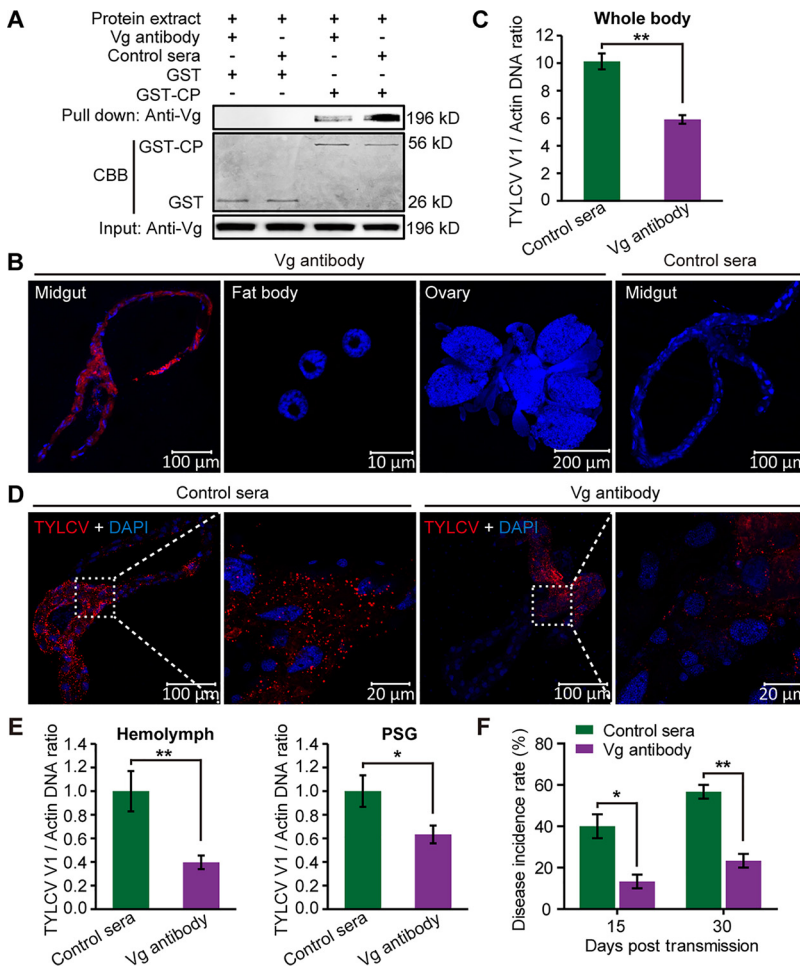 A
Protein extract + + + +
Vg antibody + - + -
Control sera - + - +
GST + + - -
GST-CP - - + +
Pull down: Anti-Vg 196 kD
GST-CP 56 kD
CBB
GST 26 kD
Input: Anti-Vg 196 kD
C
Whole body
**
TYLCV V1 / Actin DNA ratio
12
10
8
6
4
2
0
Control sera
Vg antibody
B
Vg antibody
Control sera
Midgut
100 µm
Fat body
10 µm
Ovary
200 µm
Midgut
100 µm
D
Control sera
Vg antibody
TYLCV + DAPI
100 µm
20 µm
TYLCV + DAPI
100 µm
20 µm
E
Hemolymph
**
TYLCV V1 / Actin DNA ratio
1.4
1.2
1.0
0.8
0.6
0.4
0.2
0.0
Control sera
Vg antibody
PSG
*
TYLCV V1 / Actin DNA ratio
1.4
1.2
1.0
0.8
0.6
0.4
0.2
0.0
Control sera
Vg antibody
F
Control sera
Vg antibody
Disease incidence rate (%)
80
60
40
20
0
*
**
15 30
Days post transmission